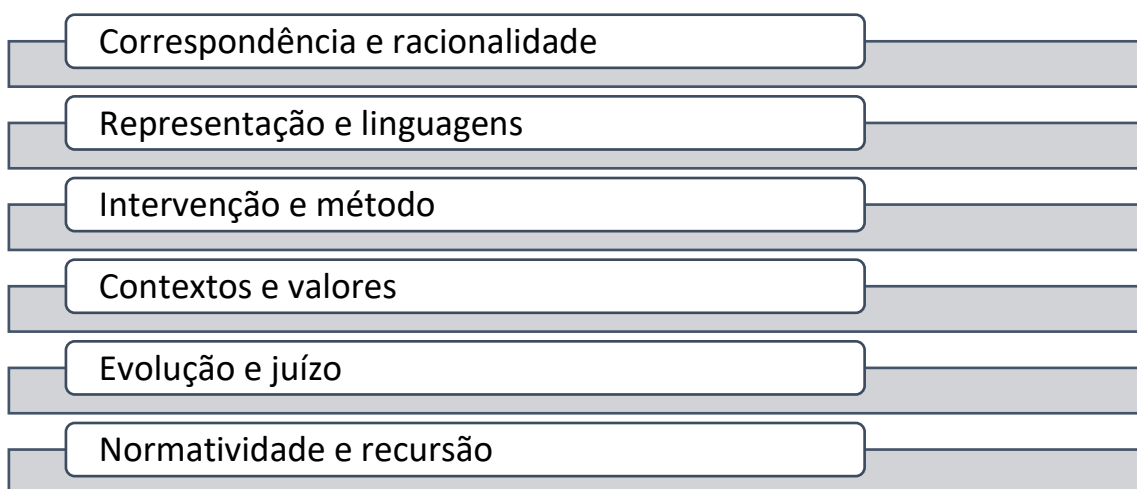 Correspondência e racionalidade
Representação e linguagens
Intervenção e método
Contextos e valores
Evolução e juízo
Normatividade e recursão